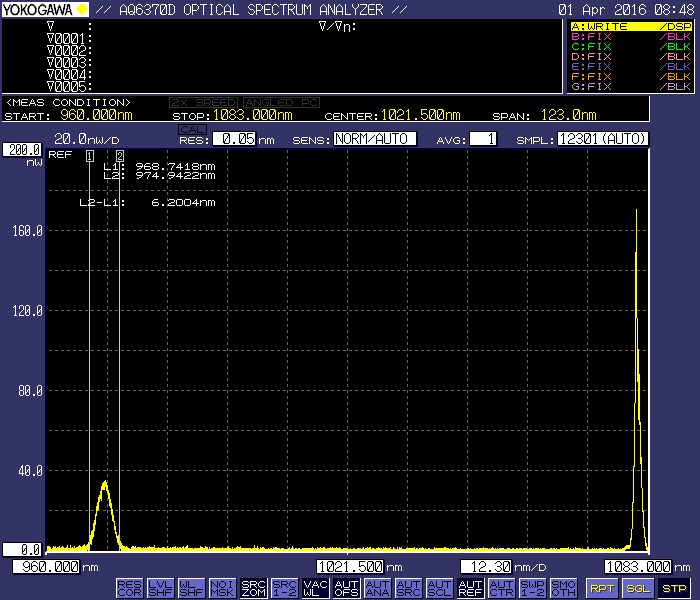 YOKOGAWA // AQ6370D OPTICAL SPECTRUM ANALYZER // 01 Apr 2016 08:48
∇ : ∇/∇n:
∇0001:
∇0002:
∇0003:
∇0004:
∇0005:
A:WRITE /DSP
B:FIX /BLK
C:FIX /BLK
D:FIX /BLK
E:FIX /BLK
F:FIX /BLK
G:FIX /BLK
<MEAS CONDITION> 2x SPEED ANGLED PC
START: 960.000nm STOP:1083.000nm CENTER:1021.500nm SPAN: 123.0nm
CAL
20.0nW/D RES: 0.05 nm SENS: NORM/AUTO AVG: 1 SMPL: 12301(AUTO)
200.0 REF 1 2
nW
L1: 968.7418nm
L2: 974.9422nm
L2-L1: 6.2004nm
160.0
120.0
80.0
40.0
0.0
960.000 nm 1021.500 nm 12.30 nm/D 1083.000 nm
RES COR LVL SHF WL SHF NOI MSK SRC ZOM SRC 1-2 VAC WL AUT OFS AUT ANA AUT SRC AUT SCL AUT REF AUT CTR SWP 1-2 SMO OTH RPT SGL STP